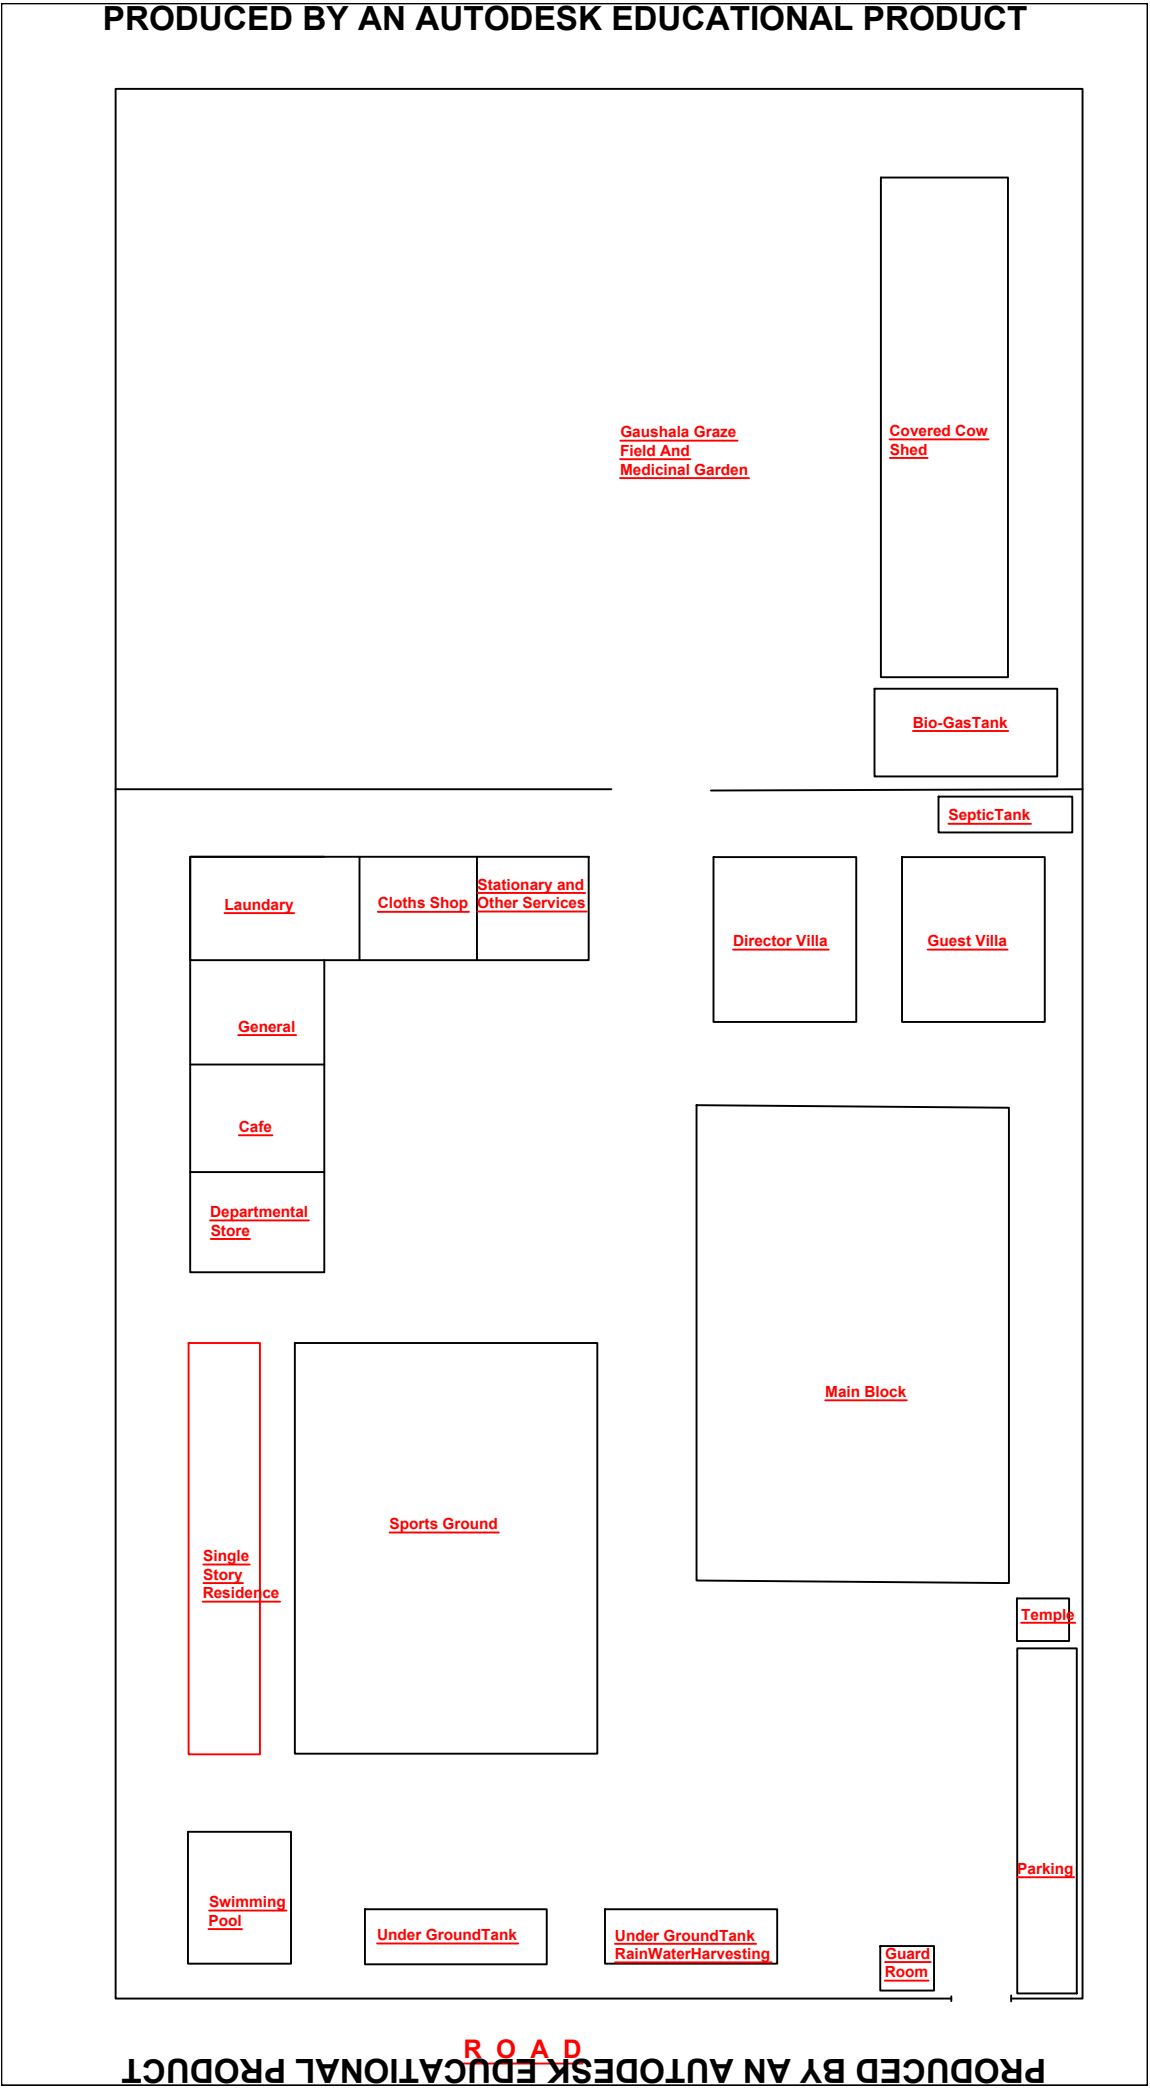 PRODUCED BY AN AUTODESK EDUCATIONAL PRODUCT
Gaushala Graze
Field And
Medicinal Garden
Covered Cow
Shed
Bio-GasTank
SepticTank
Laundary
Cloths Shop
Stationary and
Other Services
Director Villa
Guest Villa
General
Cafe
Departmental
Store
Main Block
Sports Ground
Single
Story
Residence
Temple
Parking
Swimming
Pool
Under GroundTank
Under GroundTank
RainWaterHarvesting
Guard
Room
R O A D
PRODUCED BY AN AUTODESK EDUCATIONAL PRODUCT